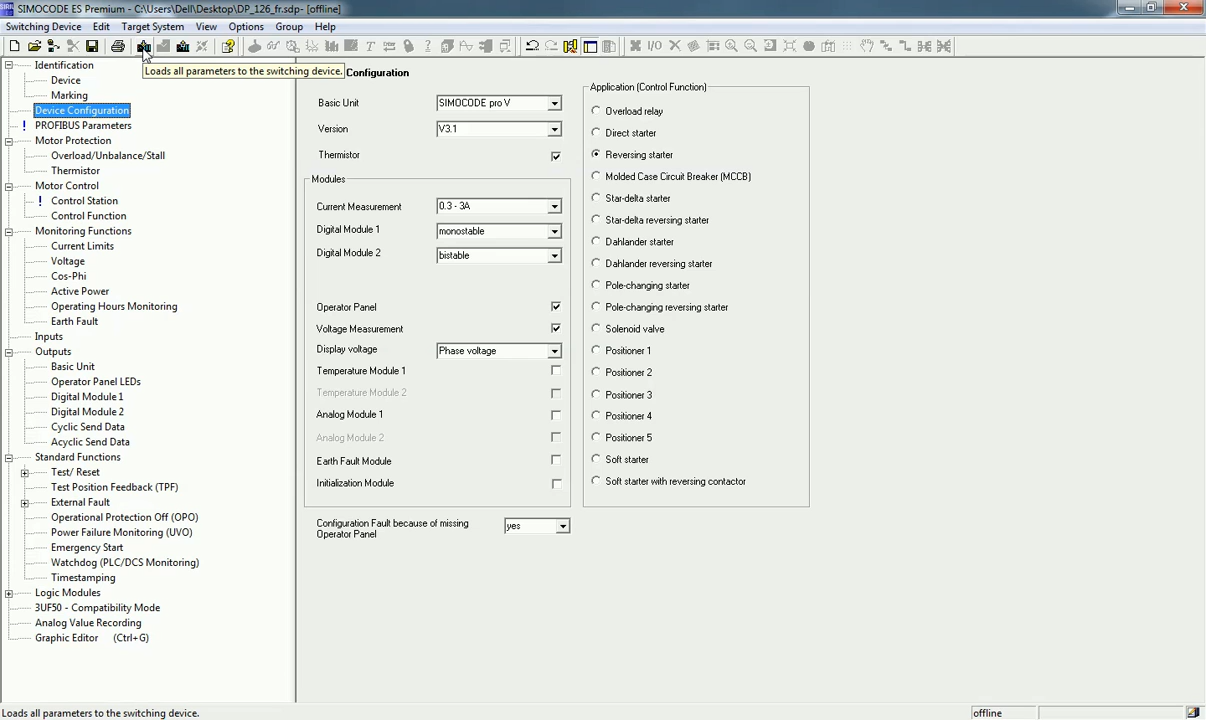 SIMOCODE ES Premium - C:\Users\Dell\Desktop\DP_126_fr.sdp- [offline]
Switching Device Edit Target System View Options Group Help
Loads all parameters to the switching device.
Configuration
Identification
Device
Marking
Device Configuration
PROFIBUS Parameters
Motor Protection
Overload/Unbalance/Stall
Thermistor
Motor Control
Control Station
Control Function
Monitoring Functions
Current Limits
Voltage
Cos-Phi
Active Power
Operating Hours Monitoring
Earth Fault
Inputs
Outputs
Basic Unit
Operator Panel LEDs
Digital Module 1
Digital Module 2
Cyclic Send Data
Acyclic Send Data
Standard Functions
Test/ Reset
Test Position Feedback (TPF)
External Fault
Operational Protection Off (OPO)
Power Failure Monitoring (UVO)
Emergency Start
Watchdog (PLC/DCS Monitoring)
Timestamping
Logic Modules
3UF50 - Compatibility Mode
Analog Value Recording
Graphic Editor (Ctrl+G)
Basic Unit SIMOCODE pro V
Version V3.1
Thermistor
Modules
Current Measurement 0.3 - 3A
Digital Module 1 monostable
Digital Module 2 bistable
Operator Panel
Voltage Measurement
Display voltage Phase voltage
Temperature Module 1
Temperature Module 2
Analog Module 1
Analog Module 2
Earth Fault Module
Initialization Module
Configuration Fault because of missing
Operator Panel
yes
Application (Control Function)
Overload relay
Direct starter
Reversing starter
Molded Case Circuit Breaker (MCCB)
Star-delta starter
Star-delta reversing starter
Dahlander starter
Dahlander reversing starter
Pole-changing starter
Pole-changing reversing starter
Solenoid valve
Positioner 1
Positioner 2
Positioner 3
Positioner 4
Positioner 5
Soft starter
Soft starter with reversing contactor
Loads all parameters to the switching device.
offline